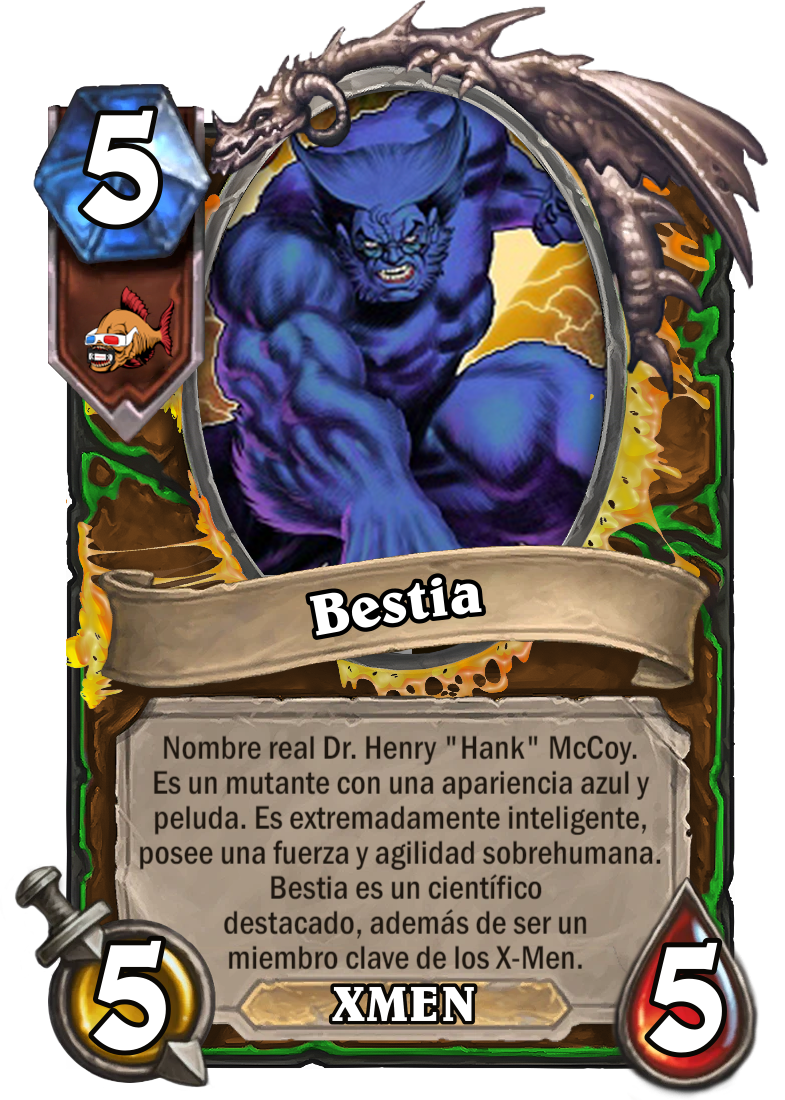 5
Bestia
Nombre real Dr. Henry "Hank" McCoy.
Es un mutante con una apariencia azul y
peluda. Es extremadamente inteligente,
posee una fuerza y agilidad sobrehumana.
Bestia es un científico
destacado, además de ser un
miembro clave de los X-Men.
XMEN
5
5